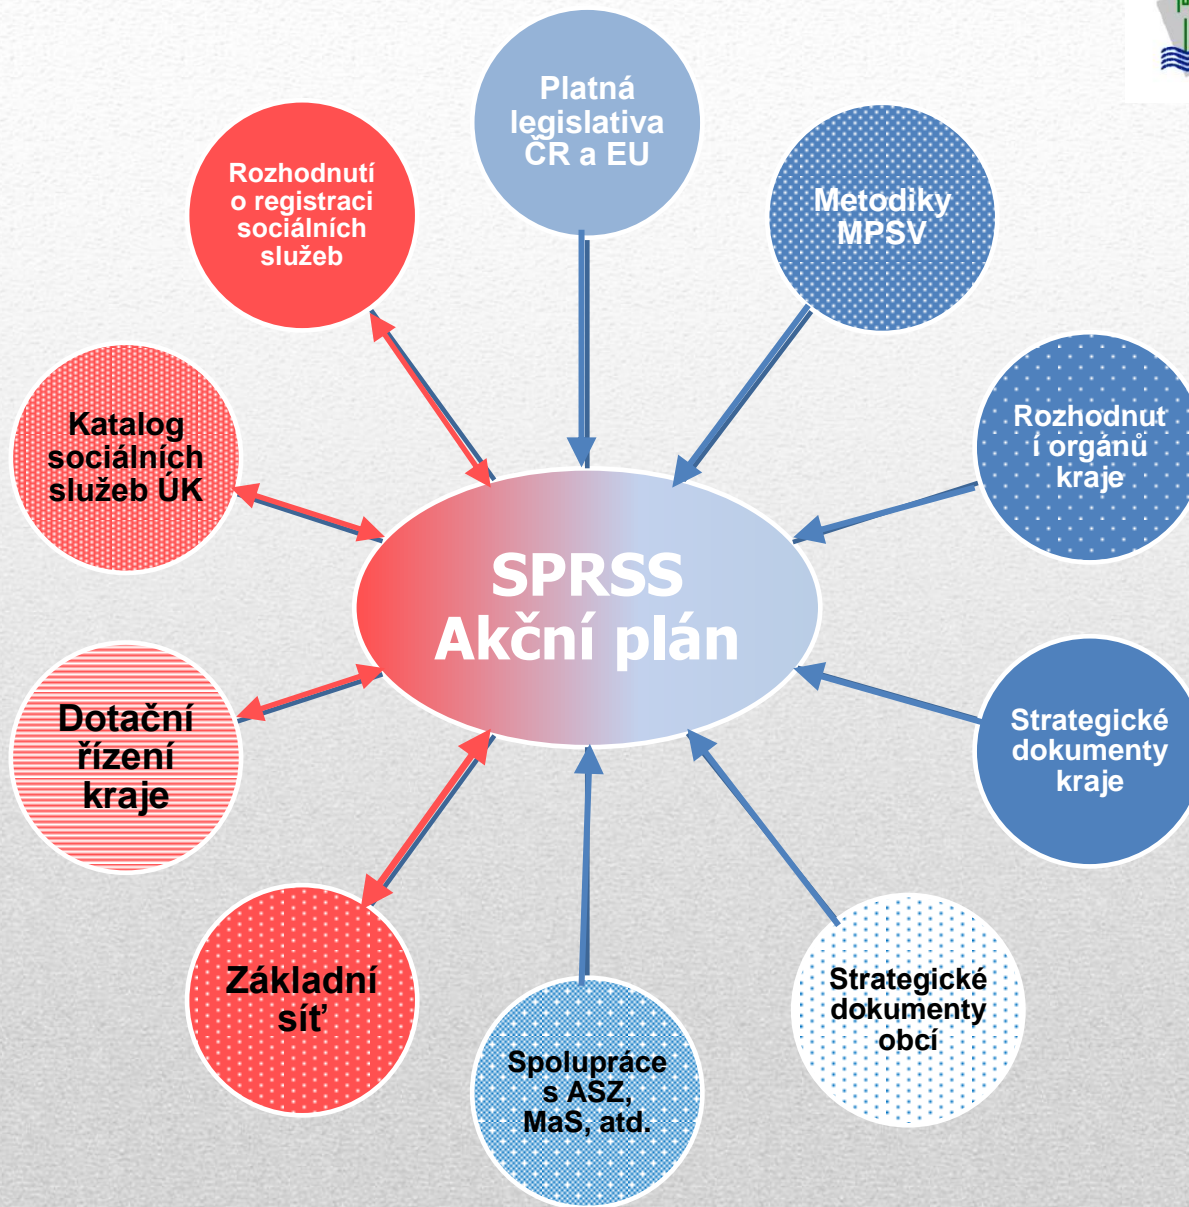 Platná
legislativa
ČR a EU
Rozhodnutí
o registraci
sociálních
služeb
Metodiky
MPSV
Rozhodnut
í orgánů
kraje
Katalog
sociálních
služeb ÚK
SPRSS
Akční plán
Dotační
řízení
kraje
Strategické
dokumenty
kraje
Základní
síť
Strategické
dokumenty
obcí
Spolupráce
s ASZ,
MaS, atd.